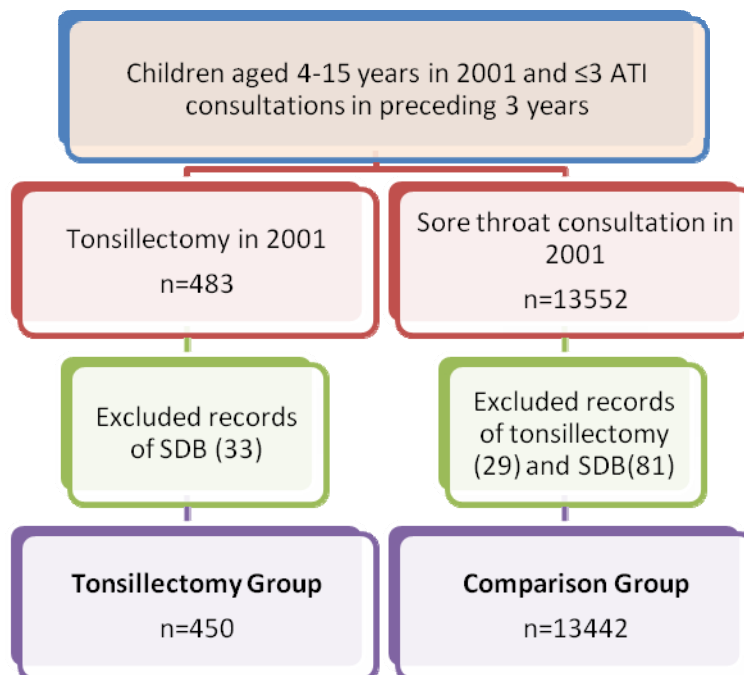 Children aged 4-15 years in 2001 and ≤3 ATI
consultations in preceding 3 years
Tonsillectomy in 2001
n=483
Sore throat consultation in
2001
n=13552
Excluded records
of SDB (33)
Excluded records
of tonsillectomy
(29) and SDB(81)
Tonsillectomy Group
n=450
Comparison Group
n=13442